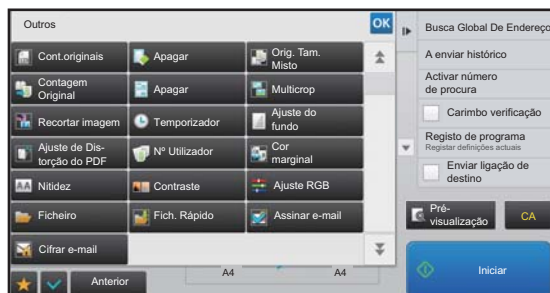 Outros
OK
Cont.originais
Apagar
Orig. Tam.
Misto
Contagem
Original
Apagar
Multicrop
Recortar imagem
Temporizador
Ajuste do
fundo
Ajuste de Dis-
torção do PDF
Nº Utilizador
Cor
marginal
AA Nitidez
Contraste
Ajuste RGB
Ficheiro
Fich. Rápido
Assinar e-mail
Cifrar e-mail
Anterior
A4
A4
Busca Global De Endereço
A enviar histórico
Activar número
de procura
Carimbo verificação
Registo de programa
Registar definições actuais
Enviar ligação de
destino
Pré-
visualização
CA
Iniciar